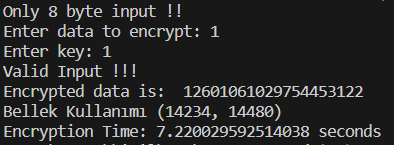 Only 8 byte input !!
Enter data to encrypt: 1
Enter key: 1
Valid Input !!!
Encrypted data is:  12601061029754453122
Bellek Kullanımı (14234, 14480)
Encryption Time: 7.220029592514038 seconds